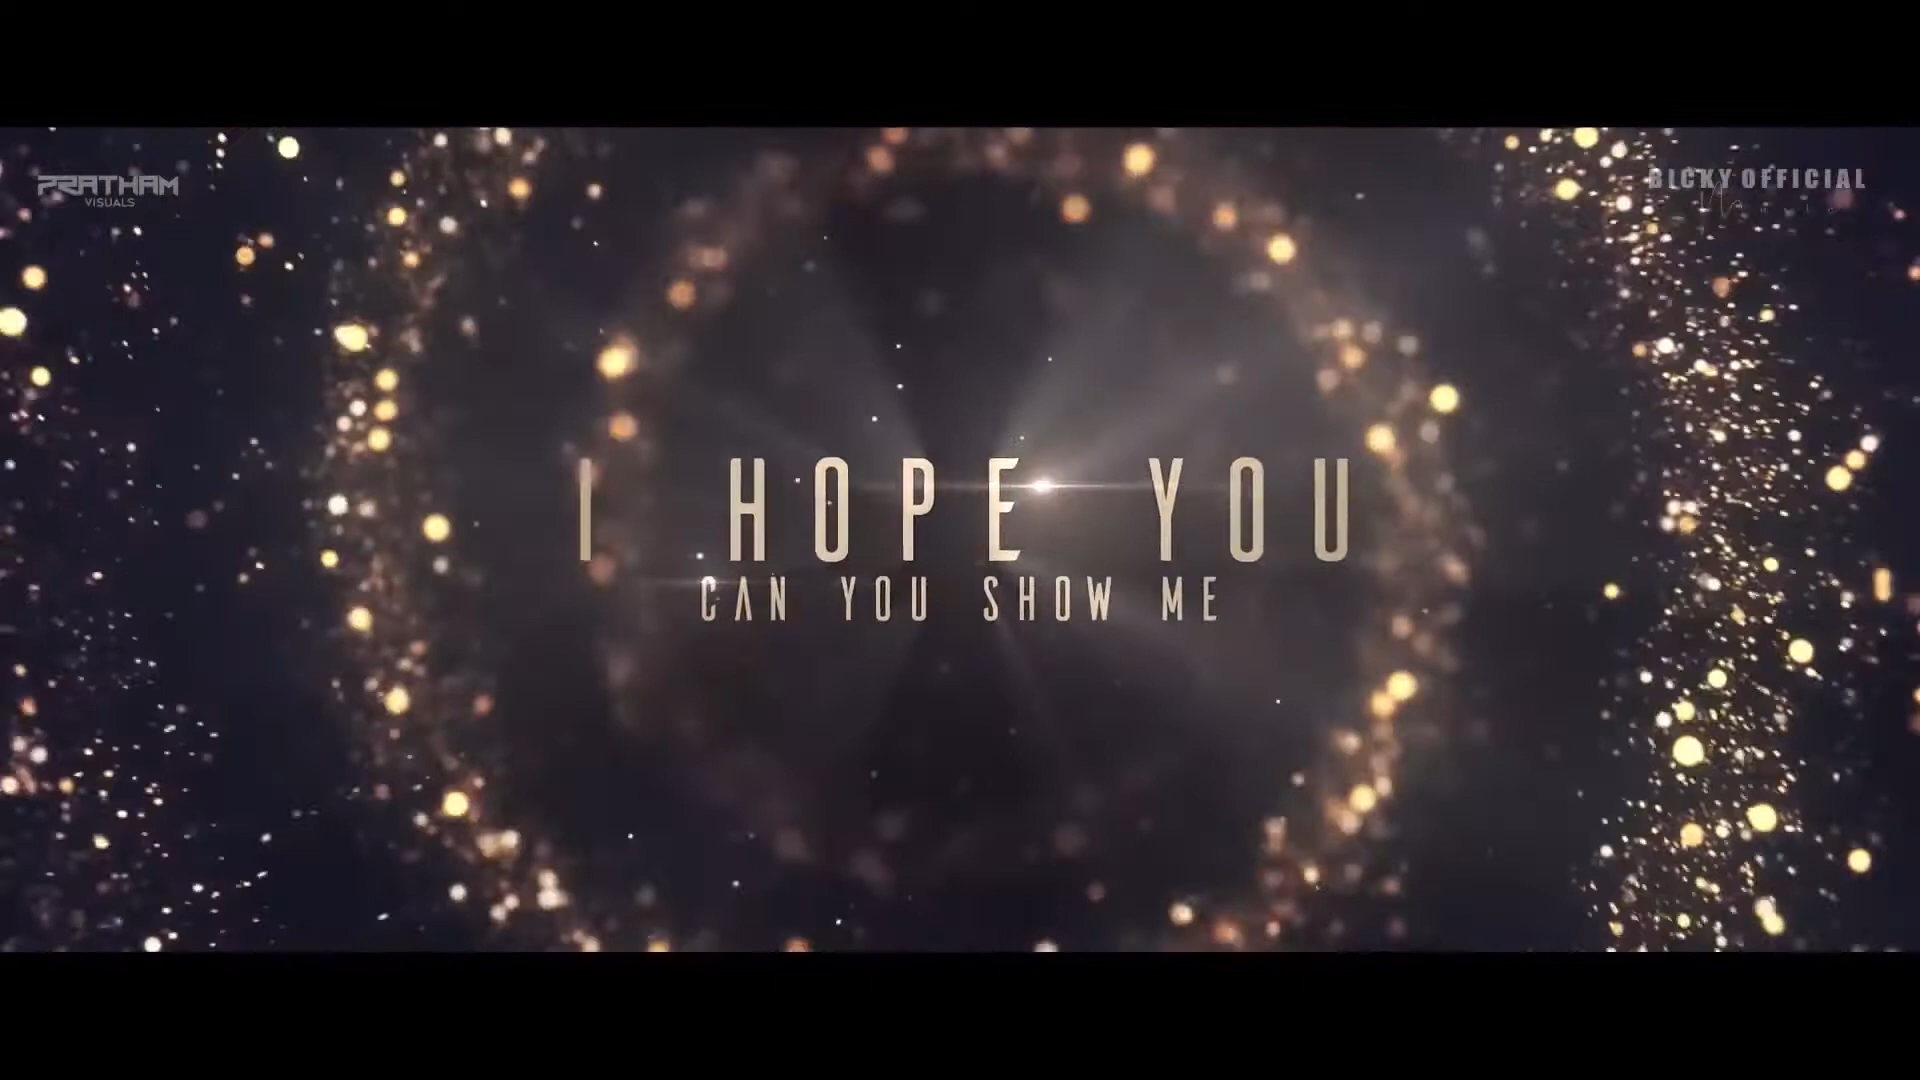 PRATHAM
VISUALS
BICKY OFFICIAL
I HOPE YOU
CAN YOU SHOW ME